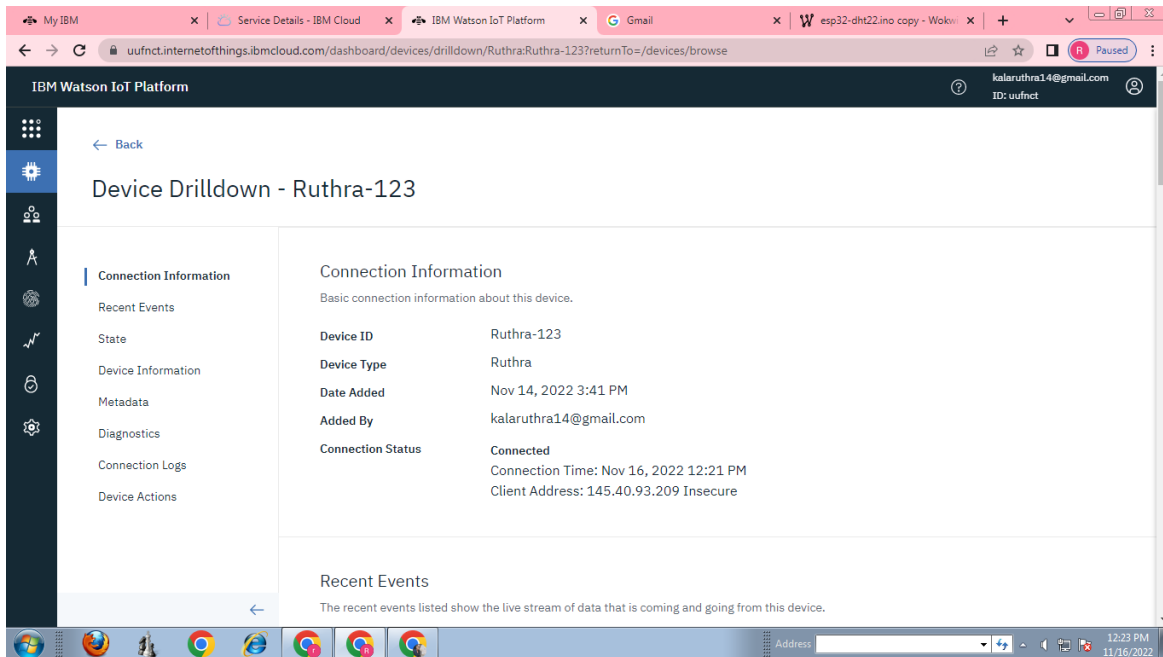 My IBM
Service Details - IBM Cloud
IBM Watson IoT Platform
Gmail
esp32-dht22.ino copy - Wokwi
uufnct.internetofthings.ibmcloud.com/dashboard/devices/drilldown/Ruthra:Ruthra-123?returnTo=/devices/browse
R Paused
IBM Watson IoT Platform
kalaruthra14@gmail.com
ID: uufnct
Back
Device Drilldown - Ruthra-123
Connection Information
Recent Events
State
Device Information
Metadata
Diagnostics
Connection Logs
Device Actions
Connection Information
Basic connection information about this device.
Device ID Ruthra-123
Device Type Ruthra
Date Added Nov 14, 2022 3:41 PM
Added By kalaruthra14@gmail.com
Connection Status Connected
Connection Time: Nov 16, 2022 12:21 PM
Client Address: 145.40.93.209 Insecure
Recent Events
The recent events listed show the live stream of data that is coming and going from this device.
Address
12:23 PM
11/16/2022